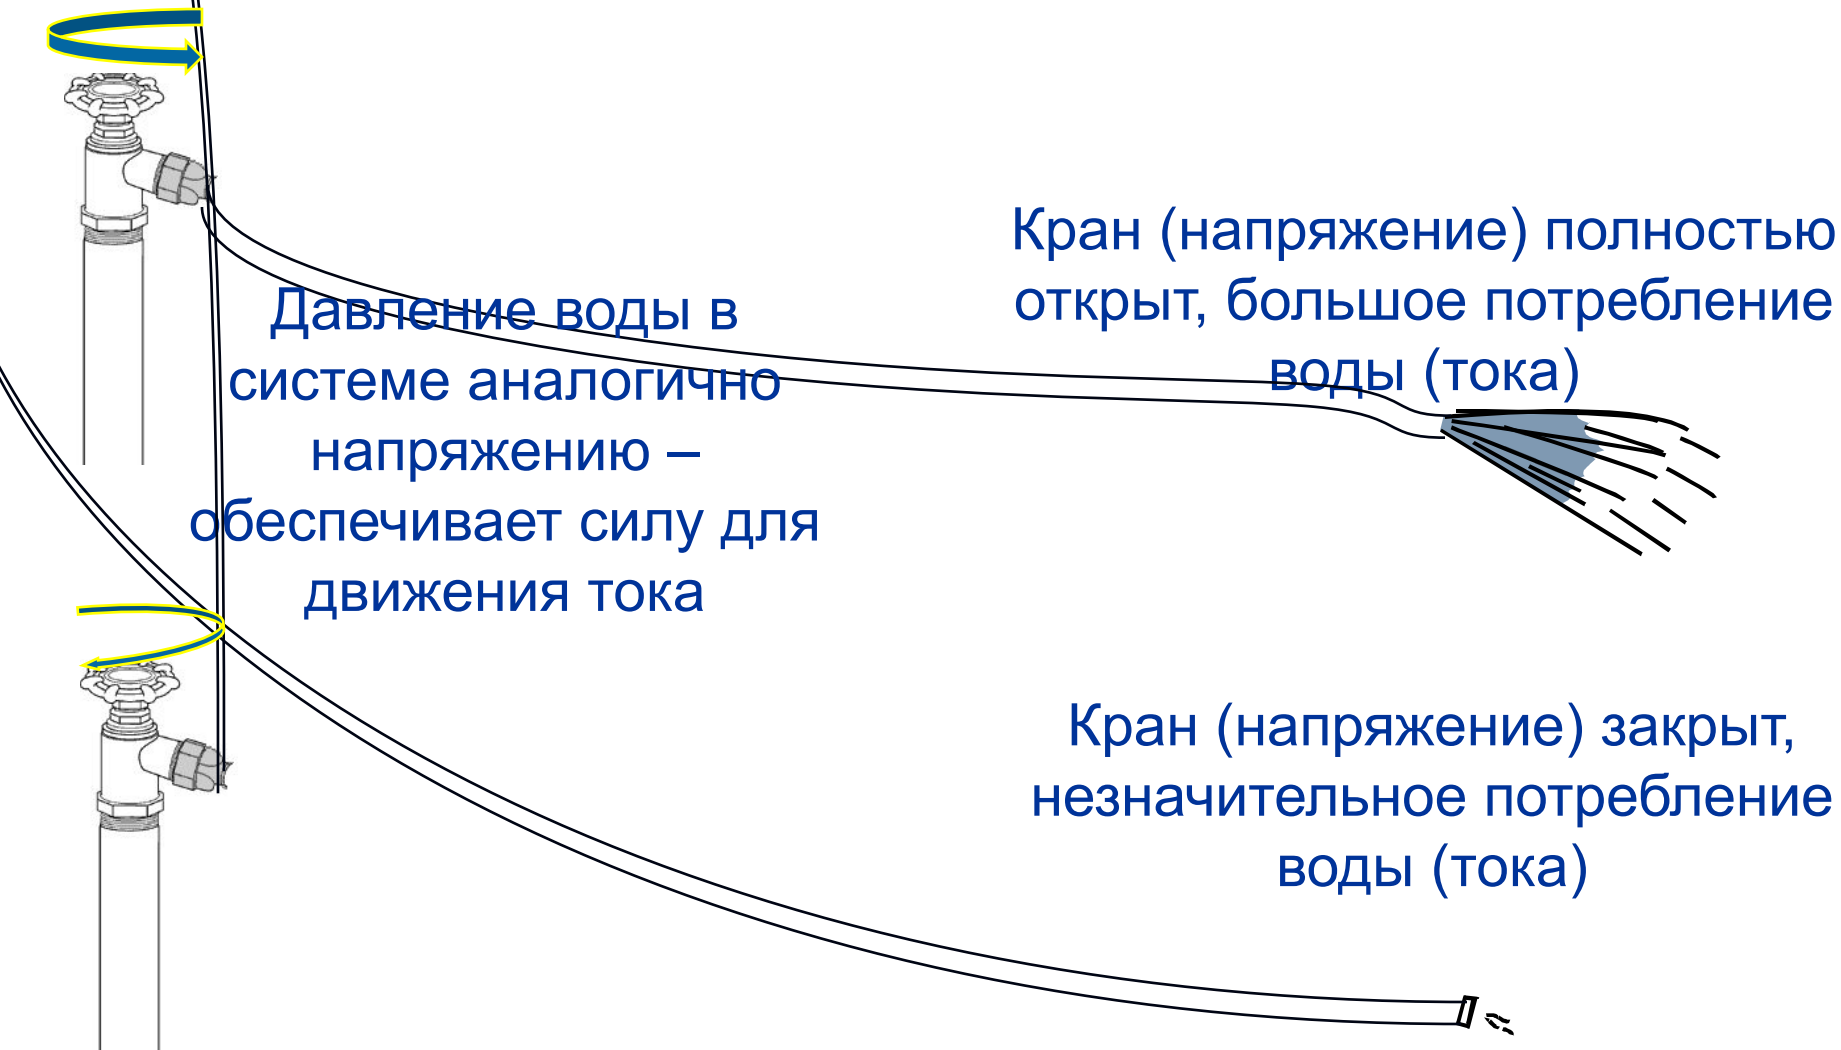 Давление воды в
системе аналогично
напряжению –
обеспечивает силу для
движения тока
Кран (напряжение) полностью
открыт, большое потребление
воды (тока)
Кран (напряжение) закрыт,
незначительное потребление
воды (тока)